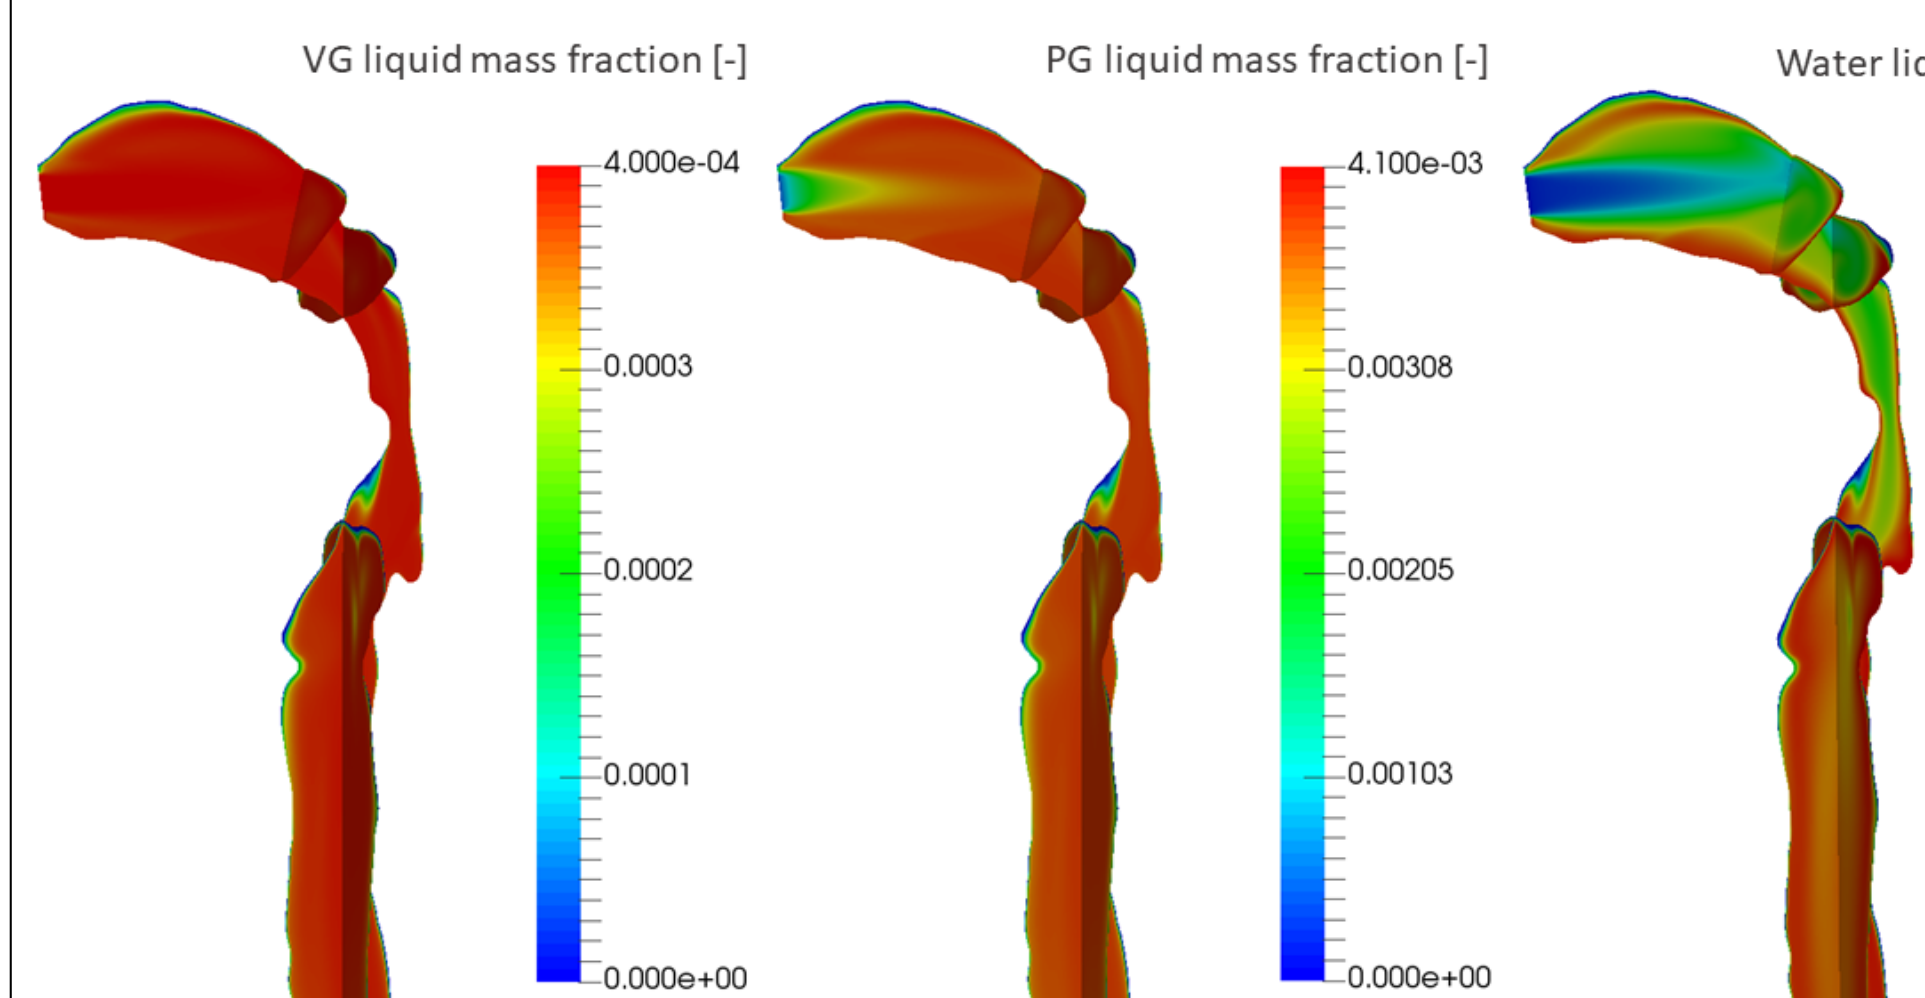 VG liquid mass fraction [-]
4.000e-04
0.0003
0.0002
0.0001
0.000e+00
PG liquid mass fraction [-]
4.100e-03
0.00308
0.00205
0.00103
0.000e+00
Water